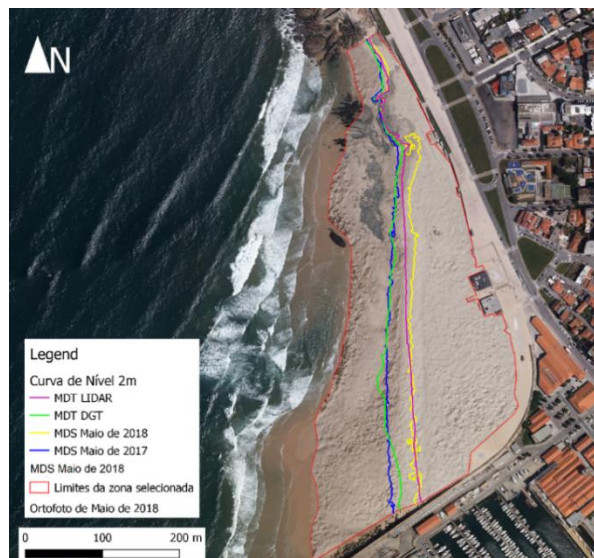 N
Legend
Curva de Nível 2m
MDT LIDAR
MDT DGT
MDS Maio de 2018
MDS Maio de 2017
MDS Maio de 2018
Limites da zona selecionada
Ortofoto de Maio de 2018
0 100 200 m